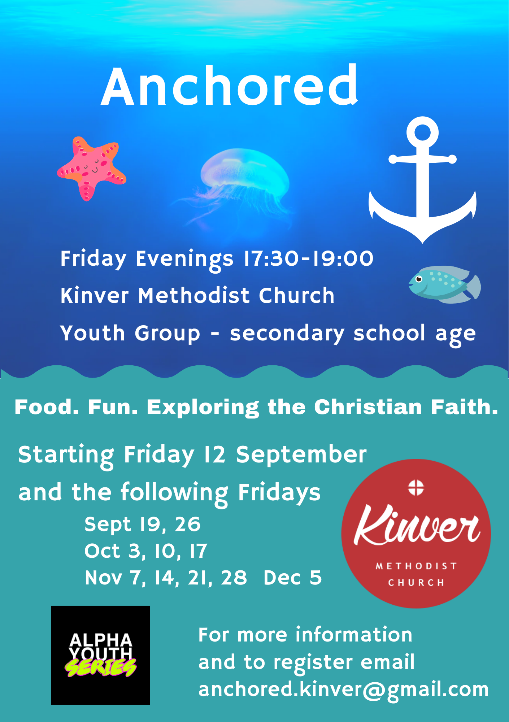 Anchored
Friday Evenings 17:30-19:00
Kinver Methodist Church
Youth Group - secondary school age
Food. Fun. Exploring the Christian Faith.
Starting Friday 12 September
and the following Fridays
Sept 19, 26
Oct 3, 10, 17
Nov 7, 14, 21, 28 Dec 5
Kinver
METHODIST
CHURCH
ALPHA
YOUTH
SERIES
For more information
and to register email
anchored.kinver@gmail.com